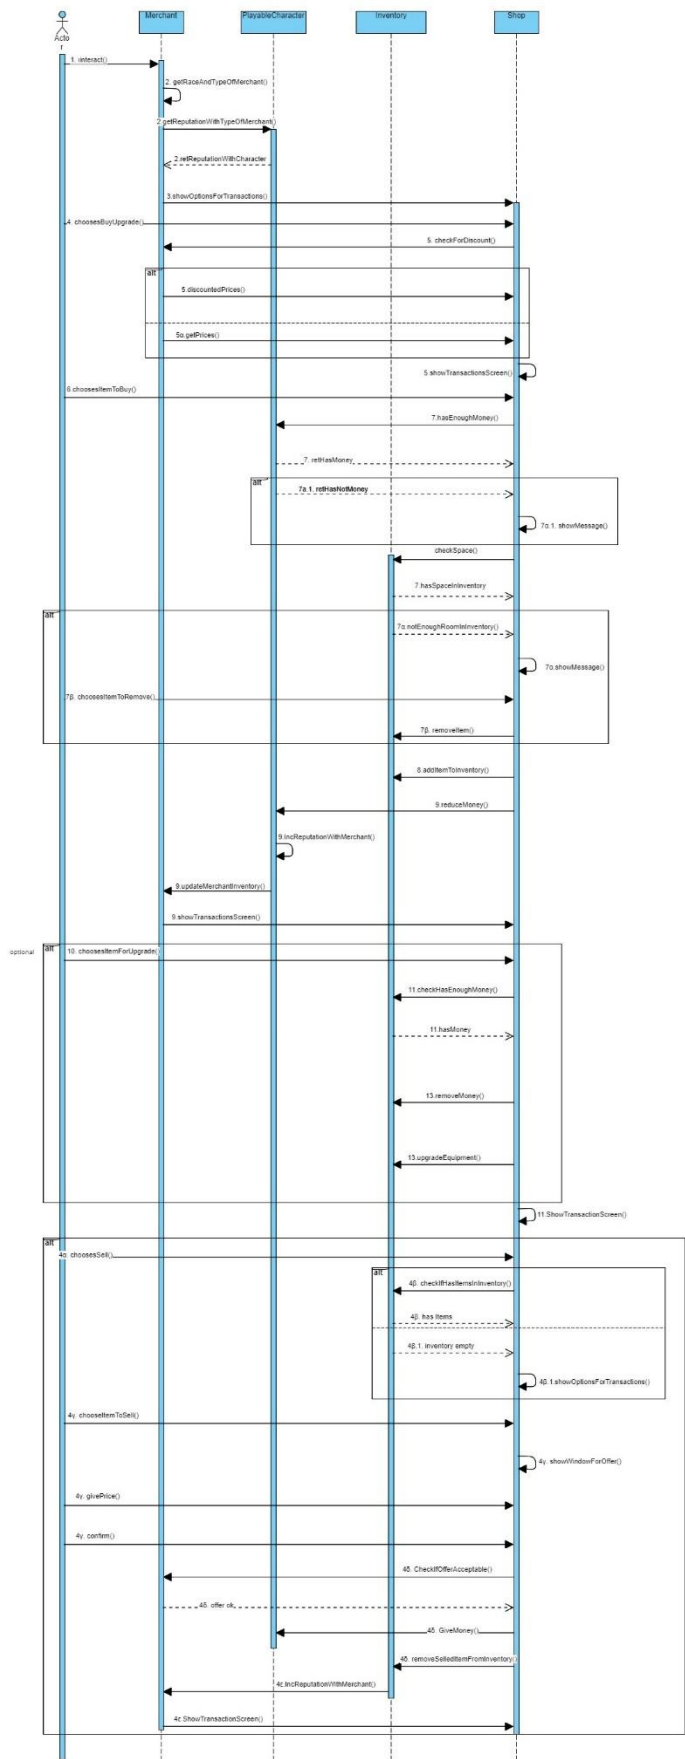 Merchant
PlayableCharacter
Inventory
Shop
Acto
r
1. iinteract()
2. getRaceAndTypeOfMerchant()
2.getReputationWithTypeOfMerchant()
2.retReputationWithCharacter
3.showOptionsForTransactions()
4. choosesBuyUpgrade()
5. checkForDiscount()
alt
5.discountedPrices()
5α.getPrices()
5.showTransactionsScreen()
6.choosesItemToBuy()
7.hasEnoughMoney()
7. retHasMoney
alt
7a.1. retHasNotMoney
7α.1. showMessage()
checkSpace()
7.hasSpaceInInventory
alt
7α.notEnoughRoomInInventory()
7α.showMessage()
7β. choosesItemToRemove()
7β. removeItem()
8.addItemToInventory()
9.reduceMoney()
9.IncReputationWithMerchant()
9.updateMerchantInventory()
9.showTransactionsScreen()
optional
alt
10. choosesItemForUpgrade()
11.checkHasEnoughMoney()
11.hasMoney
13.removeMoney()
13.upgradeEquipment()
11.ShowTransactionScreen()
alt
4α. choosesSell()
alt
4β. checkIfHasItemsInInventory()
4β. has items
4β.1. inventory empty
4β.1.showOptionsForTransactions()
4γ. chooseItemToSell()
4γ. showWindowForOffer()
4γ. givePrice()
4γ. confirm()
4δ. CheckIfOfferAcceptable()
4δ. offer ok
4δ. GiveMoney()
4δ. removeSelledItemFromInventory()
4ε.IncReputationWithMerchant()
4ε.ShowTransactionScreen()